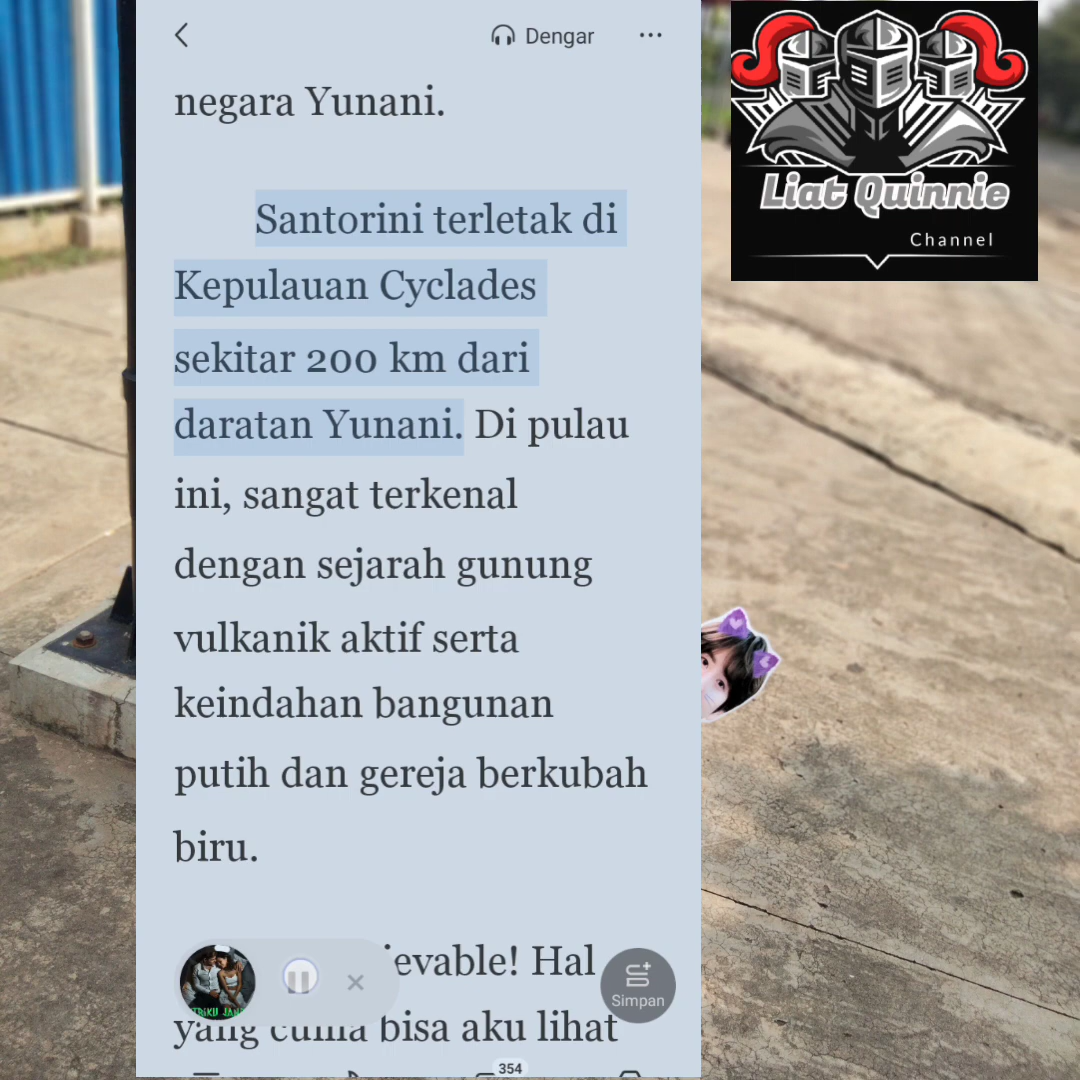 Dengar
negara Yunani.
Santorini terletak di
Kepulauan Cyclades
sekitar 200 km dari
daratan Yunani. Di pulau
ini, sangat terkenal
dengan sejarah gunung
vulkanik aktif serta
keindahan bangunan
putih dan gereja berkubah
biru.
ievable! Hal
yang cuma bisa aku lihat
Simpan
354
Liat Quinnie
Channel